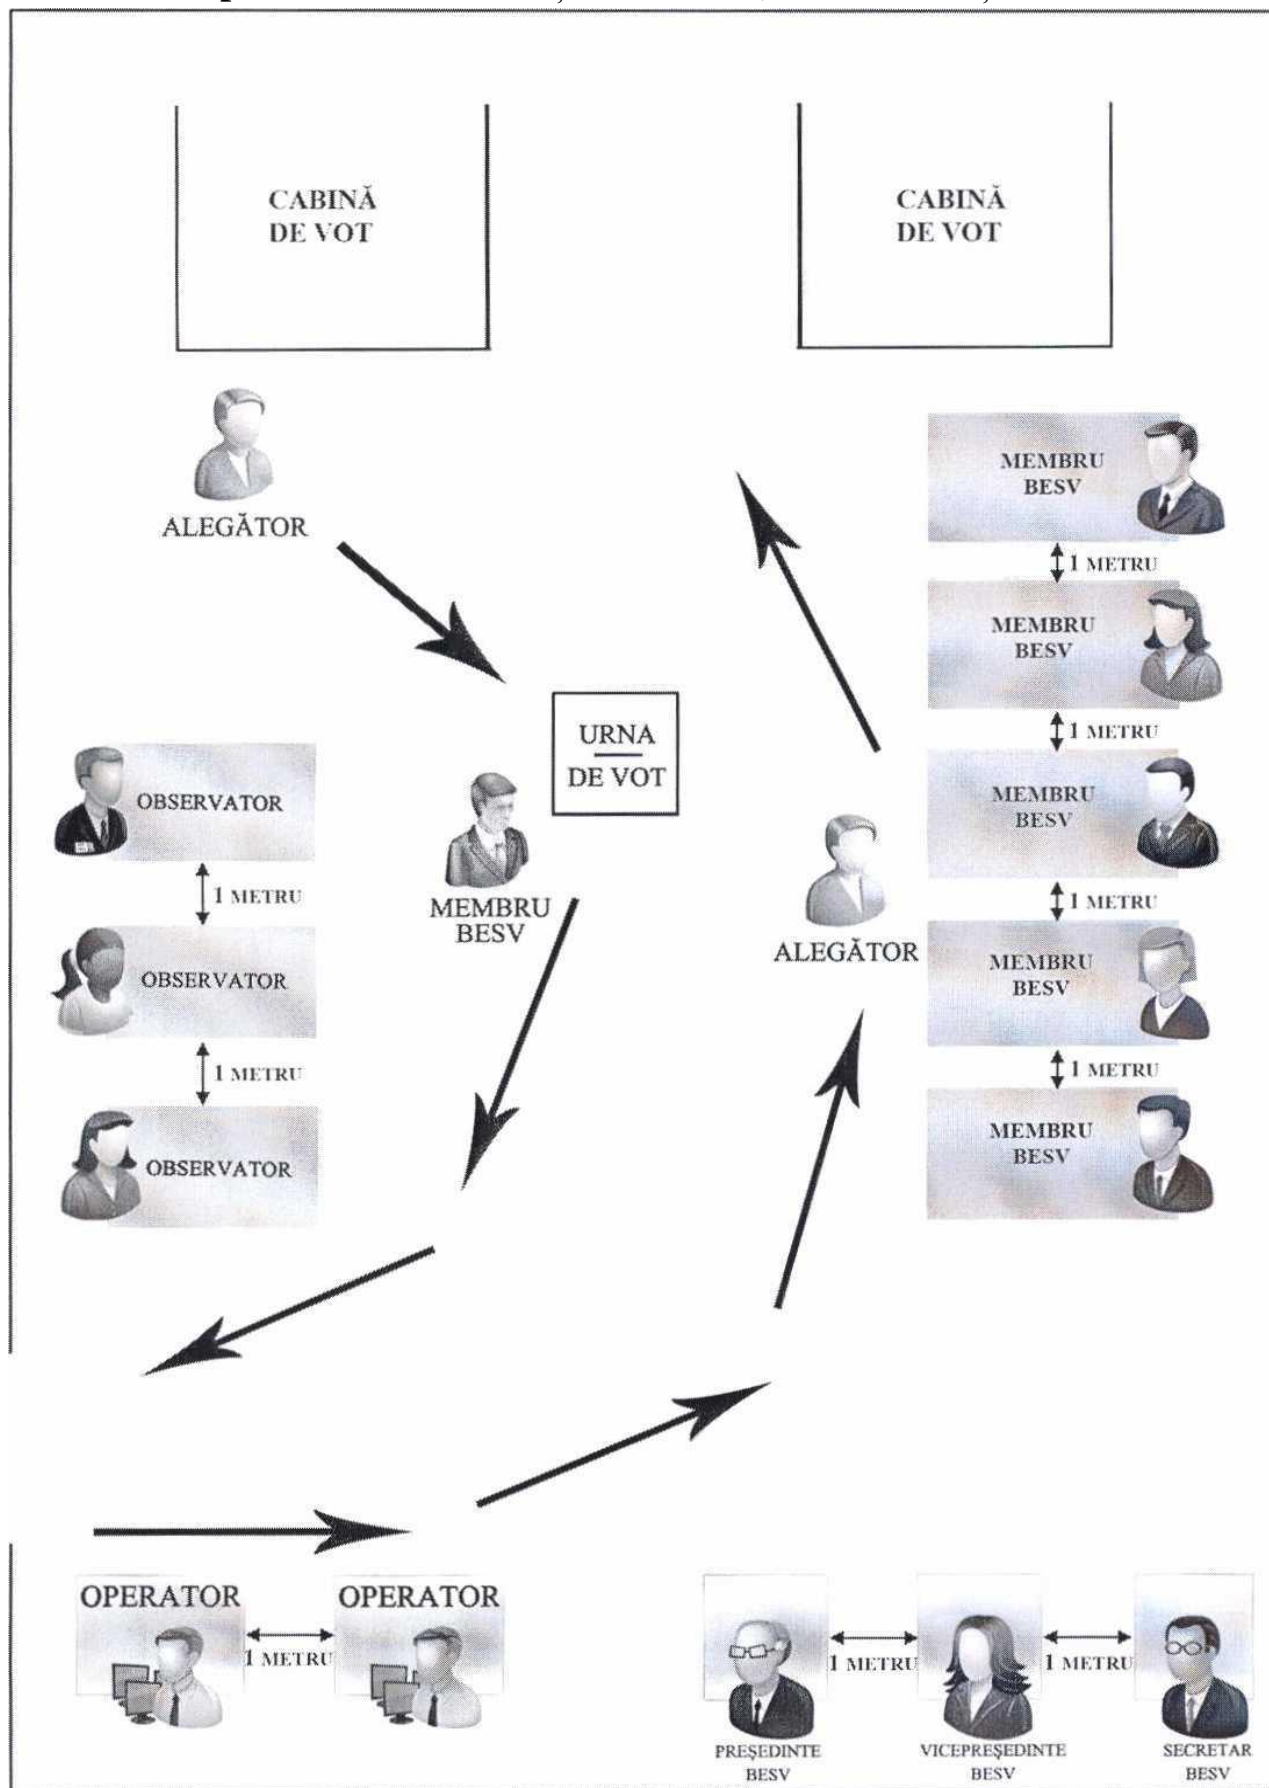 CABINĂ
DE VOT
CABINĂ
DE VOT
ALEGĂTOR
MEMBRU
BESV
1 METRU
MEMBRU
BESV
1 METRU
MEMBRU
BESV
1 METRU
MEMBRU
BESV
1 METRU
MEMBRU
BESV
URNA
DE VOT
MEMBRU
BESV
ALEGĂTOR
OBSERVATOR
1 METRU
OBSERVATOR
1 METRU
OBSERVATOR
OPERATOR
1 METRU
OPERATOR
1 METRU
1 METRU
PREŞEDINTE
BESV
VICEPREŞEDINTE
BESV
SECRETAR
BESV